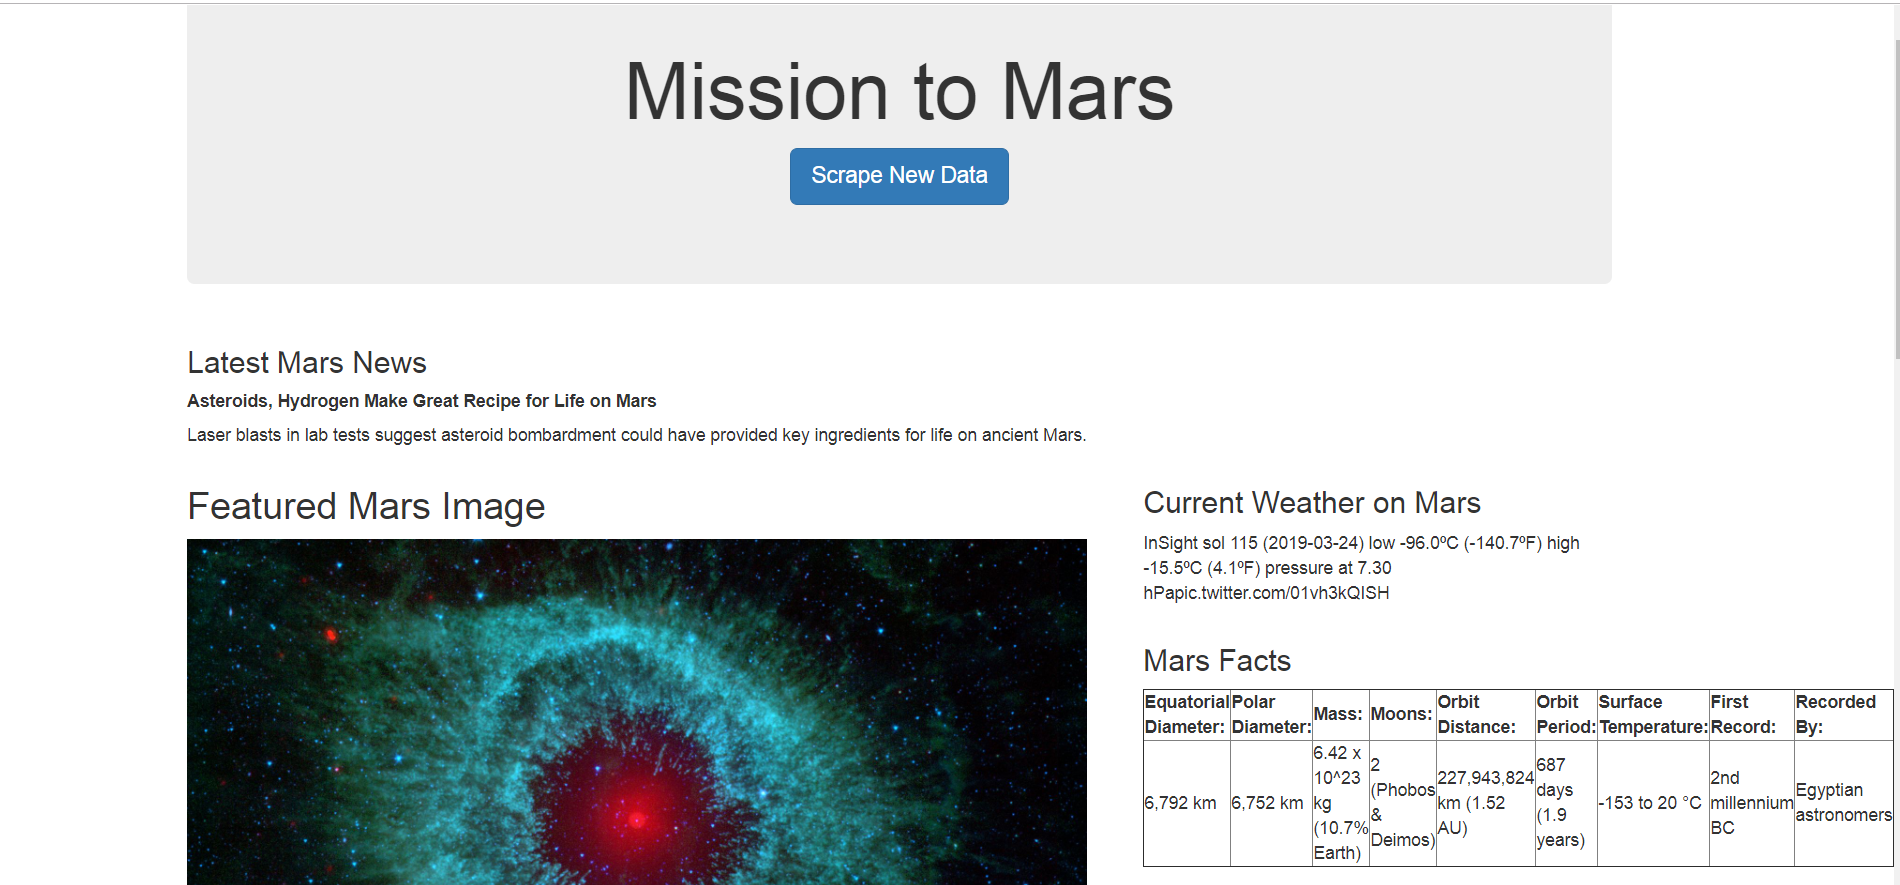 Mission to Mars
Scrape New Data
Latest Mars News
Asteroids, Hydrogen Make Great Recipe for Life on Mars
Laser blasts in lab tests suggest asteroid bombardment could have provided key ingredients for life on ancient Mars.
Featured Mars Image
Current Weather on Mars
InSight sol 115 (2019-03-24) low -96.0ºC (-140.7ºF) high
-15.5ºC (4.1ºF) pressure at 7.30
hPapic.twitter.com/01vh3kQISH
Mars Facts
Equatorial Diameter:
Polar Diameter:
Mass:
Moons:
Orbit Distance:
Orbit Period:
Surface Temperature:
First Record:
Recorded By:
6,792 km
6,752 km
6.42 x 10^23 kg (10.7% Earth)
2 (Phobos & Deimos)
227,943,824 km (1.52 AU)
687 days (1.9 years)
-153 to 20 °C
2nd millennium BC
Egyptian astronomers